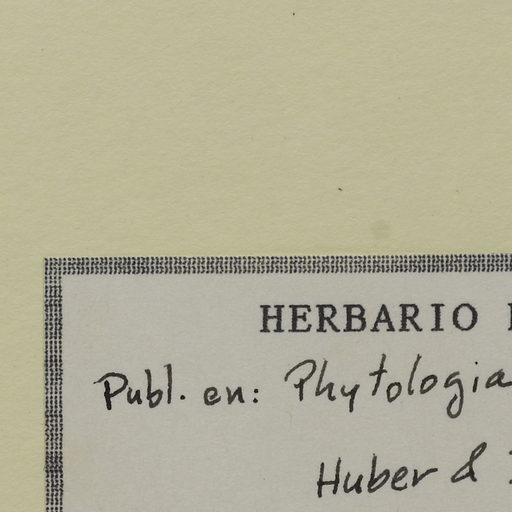 HERBARIO
Publ. en: Phytologia
Huber &